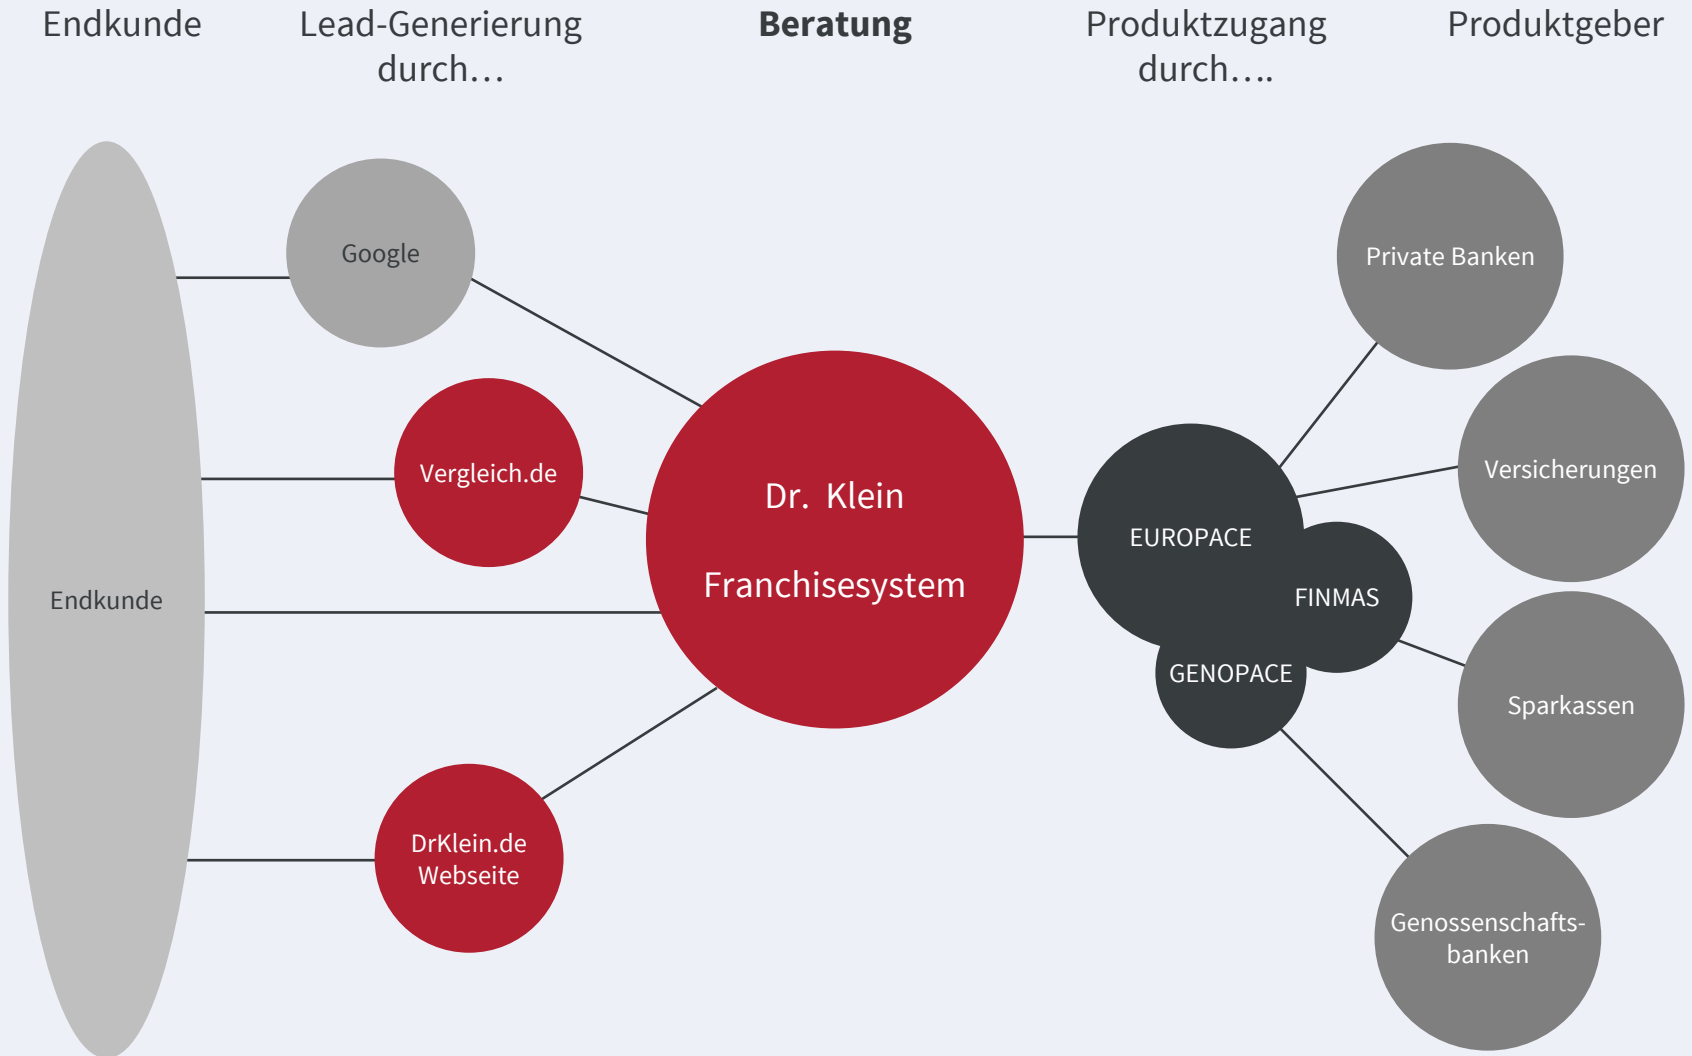 Endkunde
Lead-Generierung
durch…
Beratung
Produktzugang
durch….
Produktgeber
Google
Vergleich.de
Endkunde
DrKlein.de
Webseite
Dr. Klein
Franchisesystem
EUROPACE
FINMAS
GENOPACE
Private Banken
Versicherungen
Sparkassen
Genossenschafts-
banken